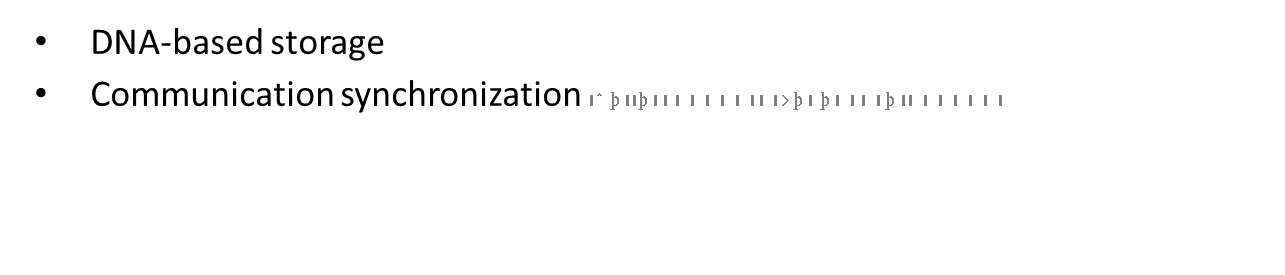 • DNA-based storage
• Communication synchronization